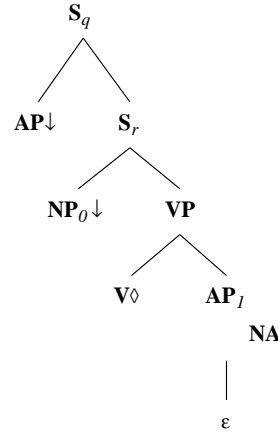 S_q
AP↓ S_r
NP_0↓ VP
V◊ AP_1
NA
ε